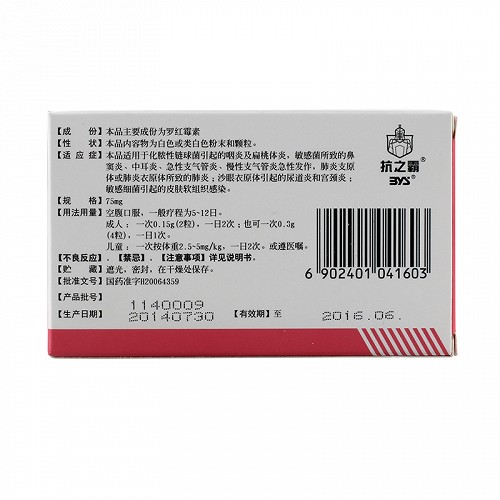 【成 份】本品主要成份为罗红霉素
【性 状】本品内容物为白色或类白色粉末和颗粒。
【适 应 症】本品适用于化脓性链球菌引起的咽炎及扁桃体炎，敏感菌所致的鼻
窦炎、中耳炎、急性支气管炎、慢性支气管炎急性发作，肺炎支原
体或肺炎衣原体所致的肺炎；沙眼衣原体引起的尿道炎和宫颈炎；
敏感细菌引起的皮肤软组织感染。
【规 格】75mg
【用法用量】空腹口服，一般疗程为5-12日。
成人：一次0.15g(2粒)，一日2次；也可一次0.3g
(4粒)，一日1次。
儿童：一次按体重2.5~5mg/kg，一日2次。或遵医嘱。
【不良反应】、【禁忌】、【注意事项】详见说明书。
【贮 藏】遮光，密封，在干燥处保存。
【批准文号】国药准字H20064359
【产品批号】 1140009
【生产日期】 20140730 【有效期】至 2016.06.
抗之霸®
BYS®
6 902401 041603